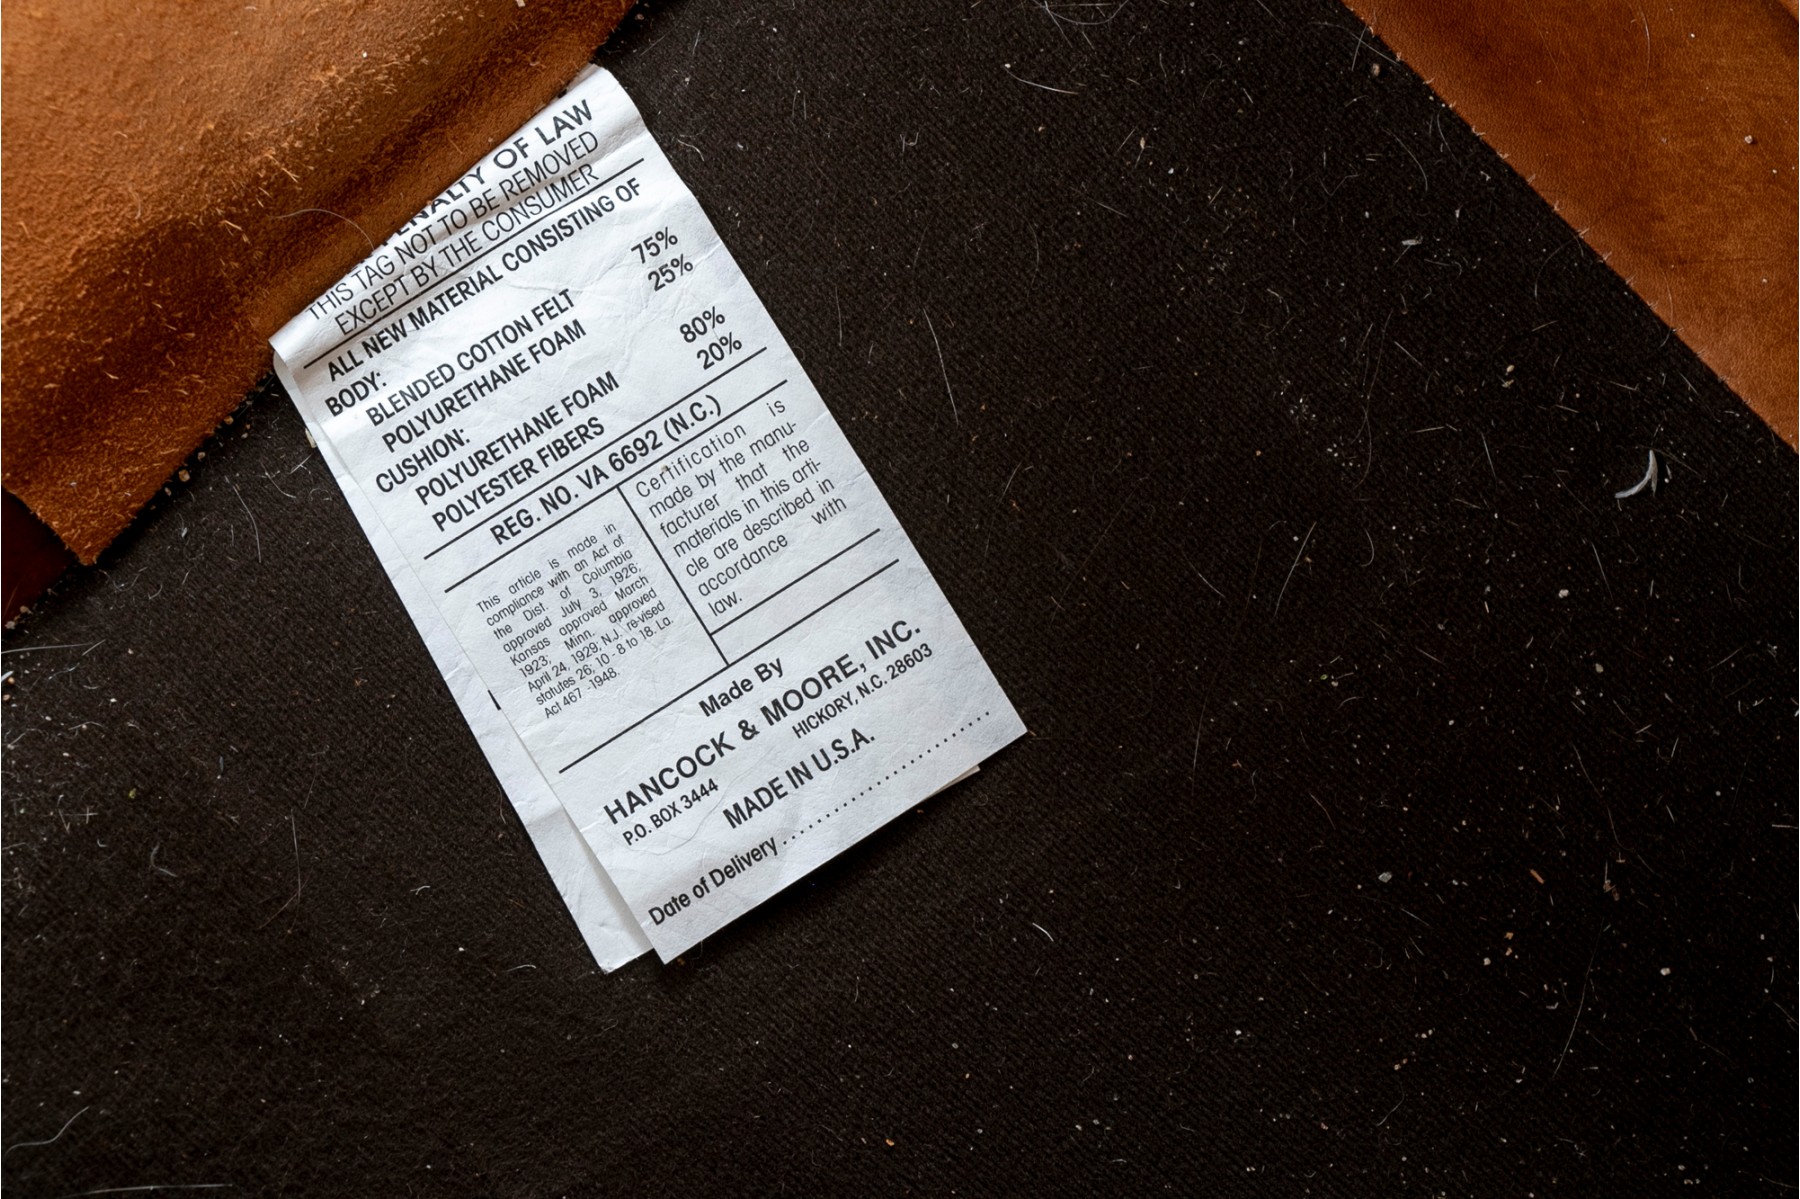 PENALTY OF LAW
THIS TAG NOT TO BE REMOVED
EXCEPT BY THE CONSUMER
ALL NEW MATERIAL CONSISTING OF
BODY:
BLENDED COTTON FELT 75%
POLYURETHANE FOAM 25%
CUSHION:
POLYURETHANE FOAM 80%
POLYESTER FIBERS 20%
REG. NO. VA 6692 (N.C.)
This article is made in
compliance with an Act of
the Dist. of Columbia
approved July 3, 1926;
Kansas approved March
1923; Minn. approved
April 24, 1929; N.J. revised
statutes 26; 10 - 8 to 18. La.
Act 467 -1948.
Certification is
made by the manu-
facturer that the
materials in this arti-
cle are described in
accordance with
law.
Made By
HANCOCK & MOORE, INC.
P.O. BOX 3444 HICKORY, N.C. 28603
MADE IN U.S.A.
Date of Delivery ........................